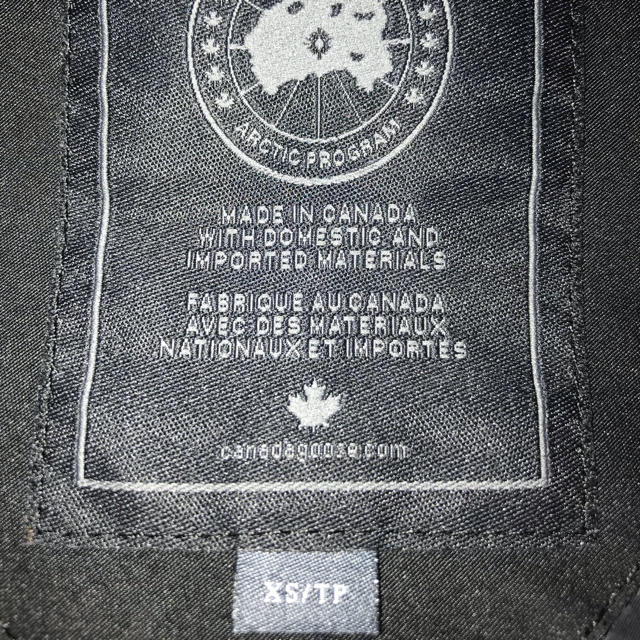 ARCTIC PROGRAM
MADE IN CANADA
WITH DOMESTIC AND
IMPORTED MATERIALS
FABRIQUE AU CANADA
AVEC DES MATERIAUX
NATIONAUX ET IMPORTES
canadagoose.com
XS/TP